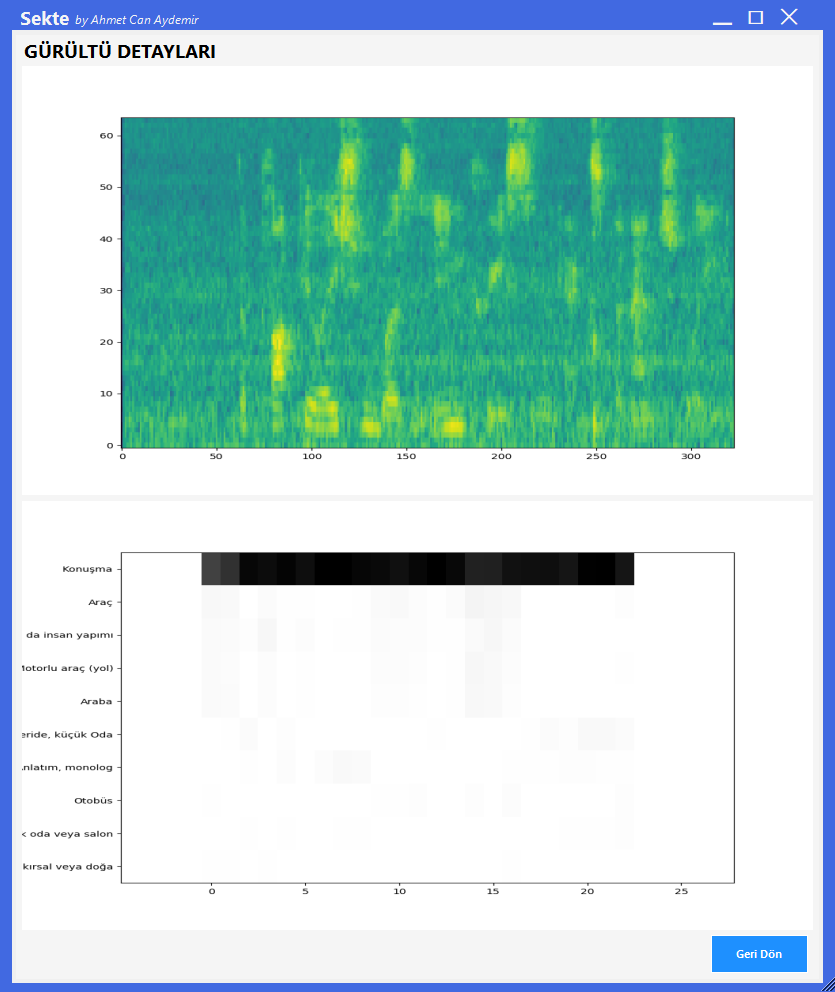 Sekte by Ahmet Can Aydemir
GÜRÜLTÜ DETAYLARI
60
50
40
30
20
10
0
0 50 100 150 200 250 300
Konuşma
Araç
da insan yapımı
Motorlu araç (yol)
Araba
eride, küçük Oda
nlatım, monolog
Otobüs
k oda veya salon
kırsal veya doğa
0 5 10 15 20 25
Geri Dön